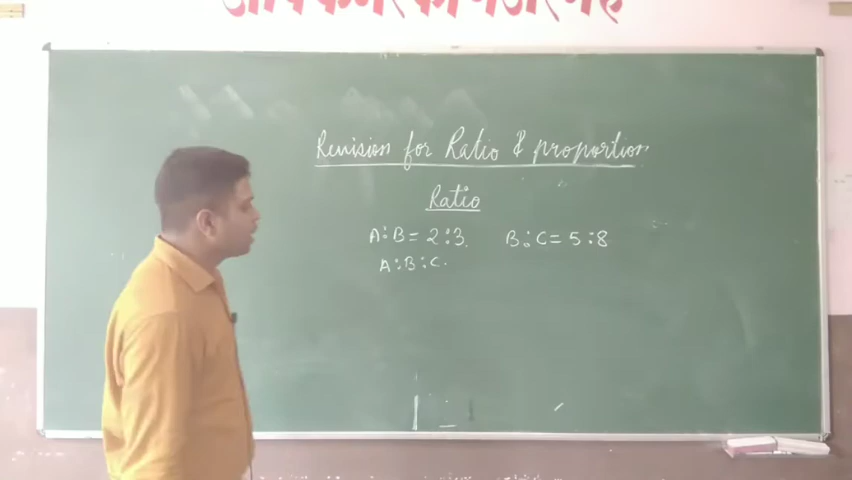 Revision for Ratio & proportion
Ratio
A:B = 2:3. B:C = 5:8
A:B:C.